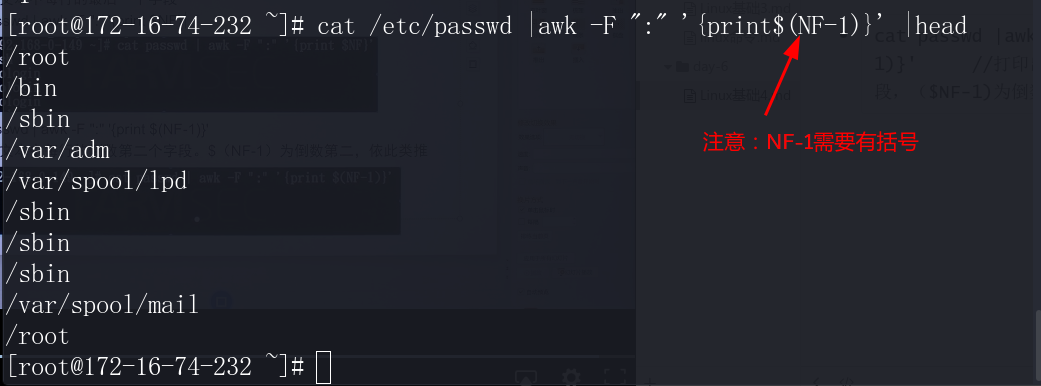 [root@172-16-74-232 ~]# cat /etc/passwd |awk -F ":" '{print$(NF-1)}' |head
/root
/bin
/sbin
/var/adm
注意：NF-1需要有括号
/var/spool/lpd
/sbin
/sbin
/sbin
/var/spool/mail
/root
[root@172-16-74-232 ~]#